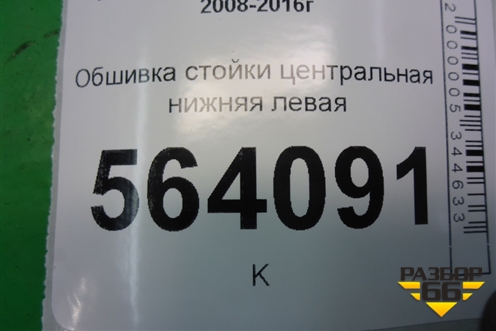 2008-2016г
Обшивка стойки центральная
нижняя левая
564091
К
2000005344633
РАЗБОР
66